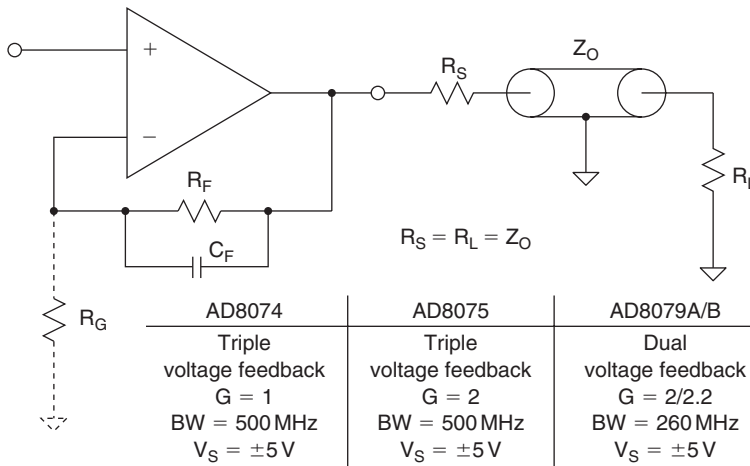 +
−
R_S
Z_O
R_F
C_F
R_G
R_S = R_L = Z_O
AD8074 AD8075 AD8079A/B
Triple Triple Dual
voltage feedback voltage feedback voltage feedback
G = 1 G = 2 G = 2/2.2
BW = 500 MHz BW = 500 MHz BW = 260 MHz
V_S = ±5 V V_S = ±5 V V_S = ±5 V